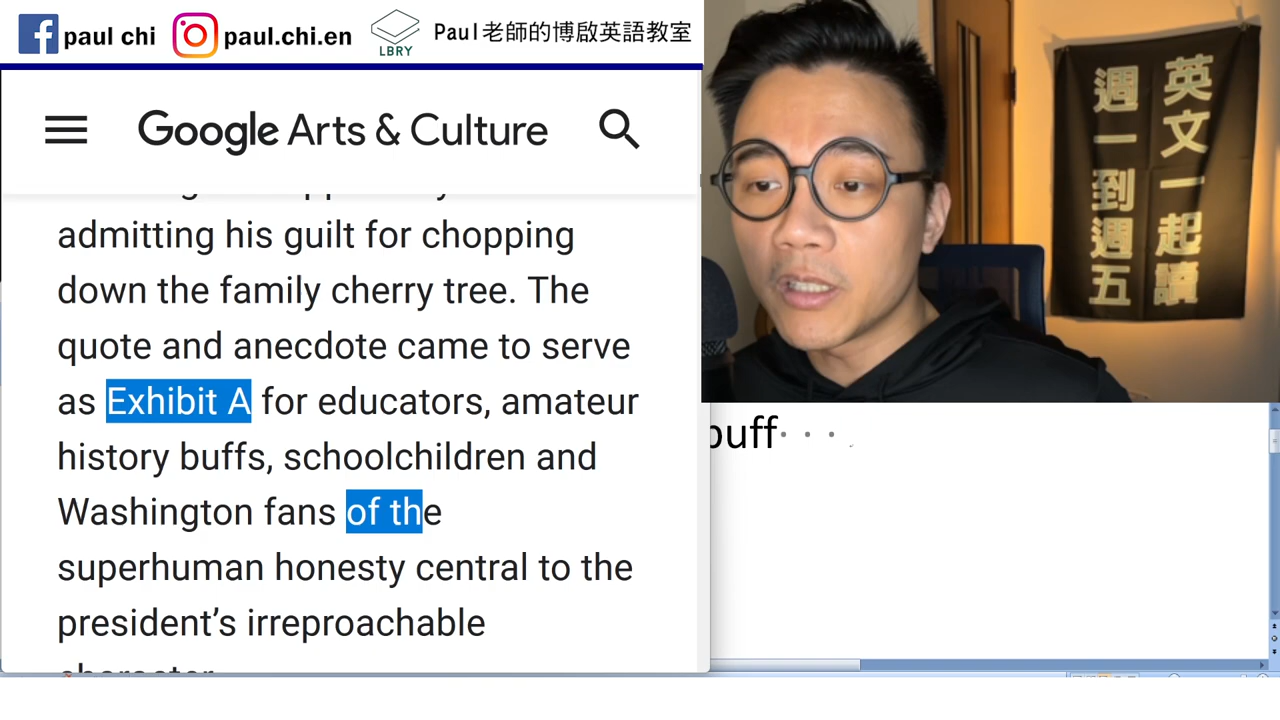 paul chi
paul.chi.en
LBRY
Paul老師的博啟英語教室
Google Arts & Culture
admitting his guilt for chopping
down the family cherry tree. The
quote and anecdote came to serve
as Exhibit A for educators, amateur
history buffs, schoolchildren and
Washington fans of the
superhuman honesty central to the
president’s irreproachable
buff
英文一起讀
週一到週五